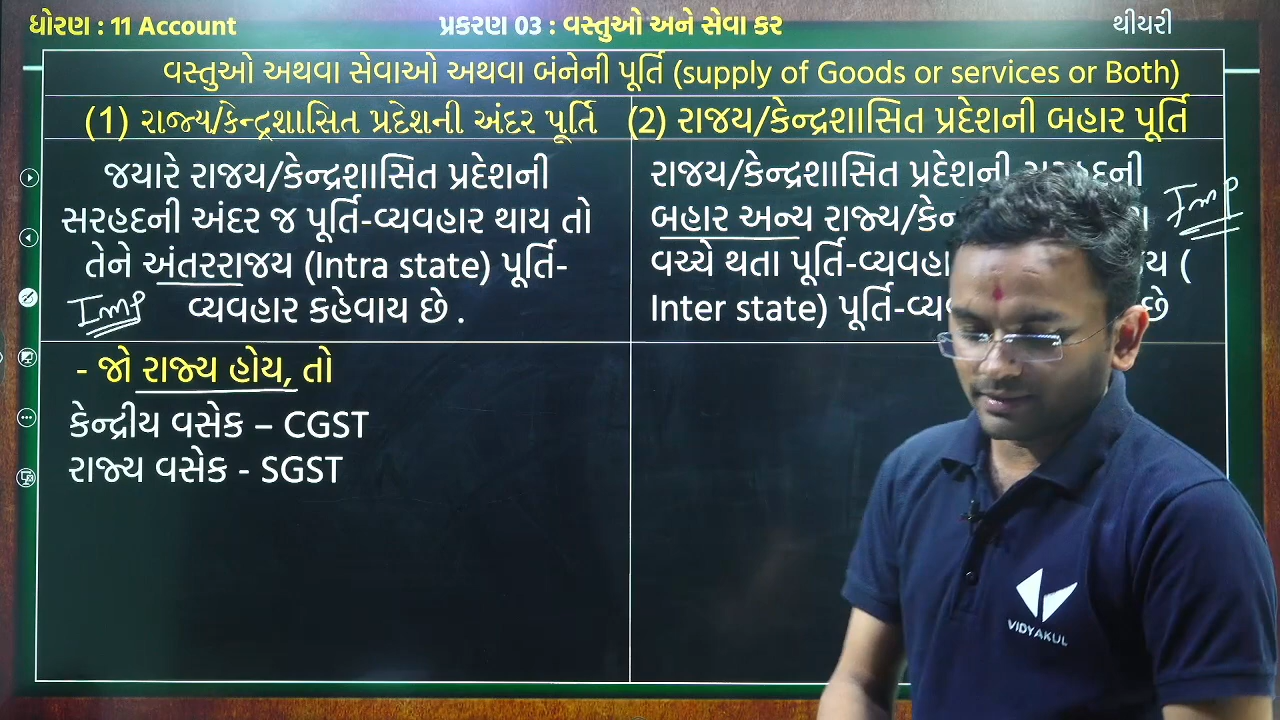 ધોરણ : 11 Account
પ્રકરણ 03 : વસ્તુઓ અને સેવા કર
થીયરી
વસ્તુઓ અથવા સેવાઓ અથવા બંનેની પૂર્તિ (supply of Goods or services or Both)
(1) રાજ્ય/કેન્દ્રશાસિત પ્રદેશની અંદર પૂર્તિ
જયારે રાજય/કેન્દ્રશાસિત પ્રદેશની
સરહદની અંદર જ પૂર્તિ-વ્યવહાર થાય તો
તેને અંતરરાજય (Intra state) પૂર્તિ-
વ્યવહાર કહેવાય છે .
Imp
- જો રાજ્ય હોય, તો
કેન્દ્રીય વસેક – CGST
રાજ્ય વસેક - SGST
(2) રાજય/કેન્દ્રશાસિત પ્રદેશની બહાર પૂર્તિ
રાજય/કેન્દ્રશાસિત પ્રદેશની સરહદની
બહાર અન્ય રાજ્ય/કેન
વચ્ચે થતા પૂર્તિ-વ્યવહા ય (
Inter state) પૂર્તિ-વ્ય છે
Imp
VIDYAKUL